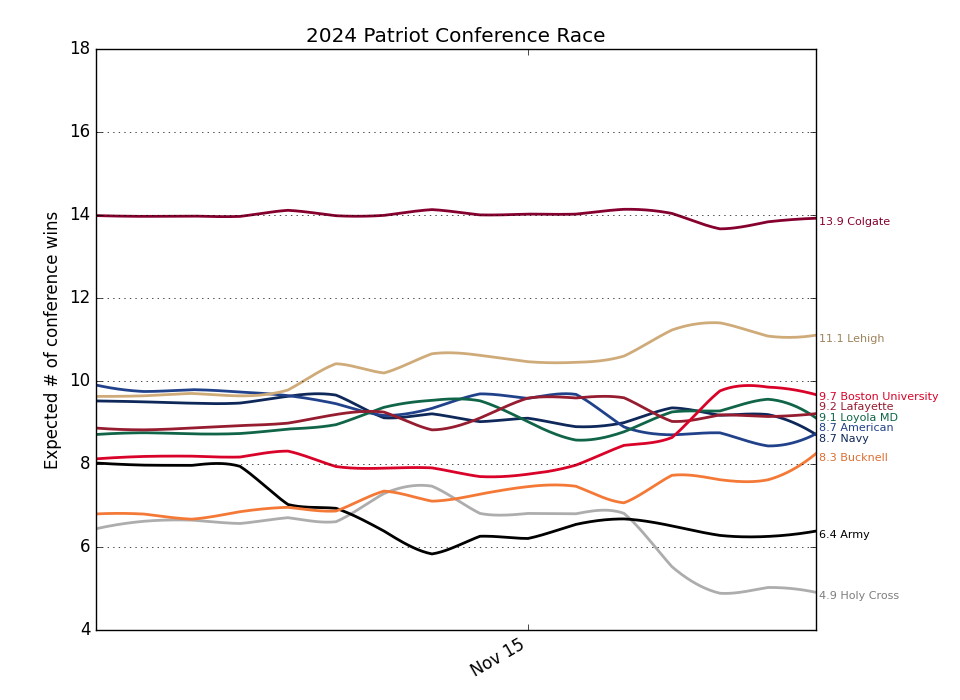 2024 Patriot Conference Race
Expected # of conference wins
18
16
14
12
10
8
6
4
Nov 15
13.9 Colgate
11.1 Lehigh
9.7 Boston University
9.2 Lafayette
9.1 Loyola MD
8.7 American
8.7 Navy
8.3 Bucknell
6.4 Army
4.9 Holy Cross